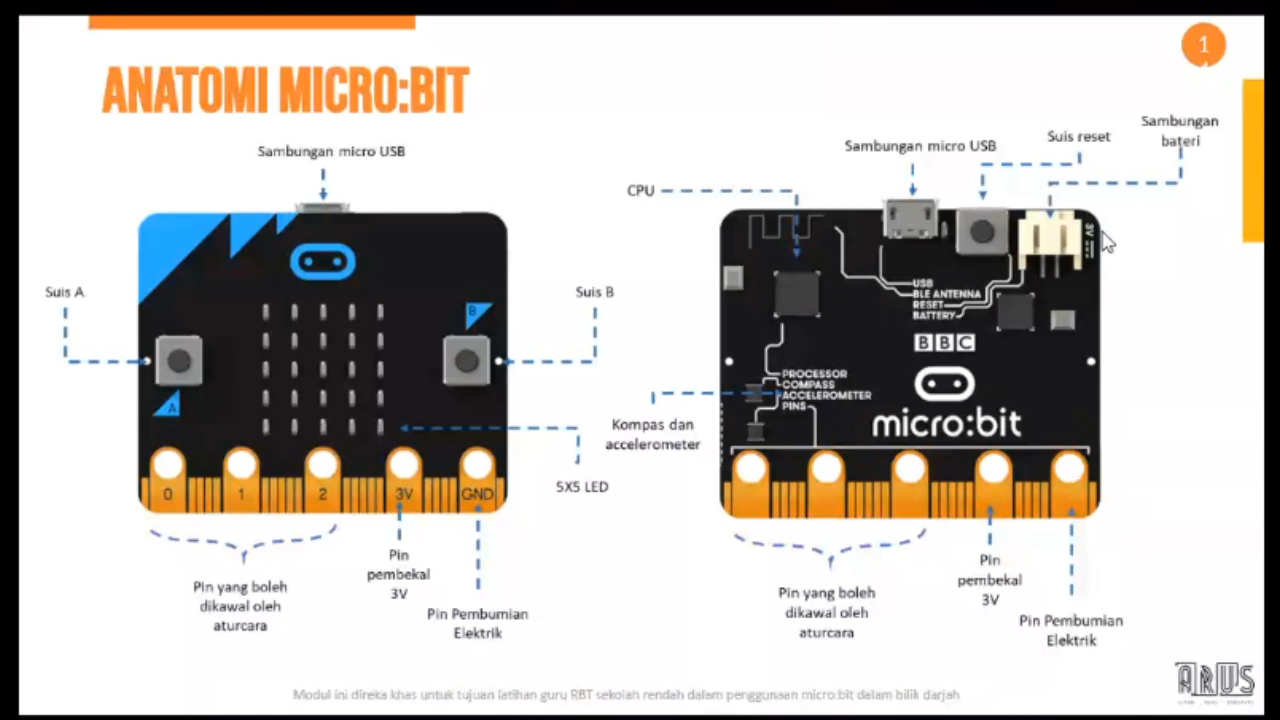 1
ANATOMI MICRO:BIT
Sambungan micro USB
Suis A
Suis B
B
A
5X5 LED
0 1 2 3V GND
Pin yang boleh
dikawal oleh
aturcara
Pin
pembekal
3V
Pin Pembumian
Elektrik
Sambungan micro USB
Suis reset
Sambungan
bateri
CPU
3V
USB
BLE ANTENNA
RESET
BATTERY
BBC
PROCESSOR
COMPASS
ACCELEROMETER
PINS
micro:bit
Kompas dan
accelerometer
Pin yang boleh
dikawal oleh
aturcara
Pin
pembekal
3V
Pin Pembumian
Elektrik
Modul ini direka khas untuk tujuan latihan guru RBT sekolah rendah dalam penggunaan micro:bit dalam bilik darjah
ARUS